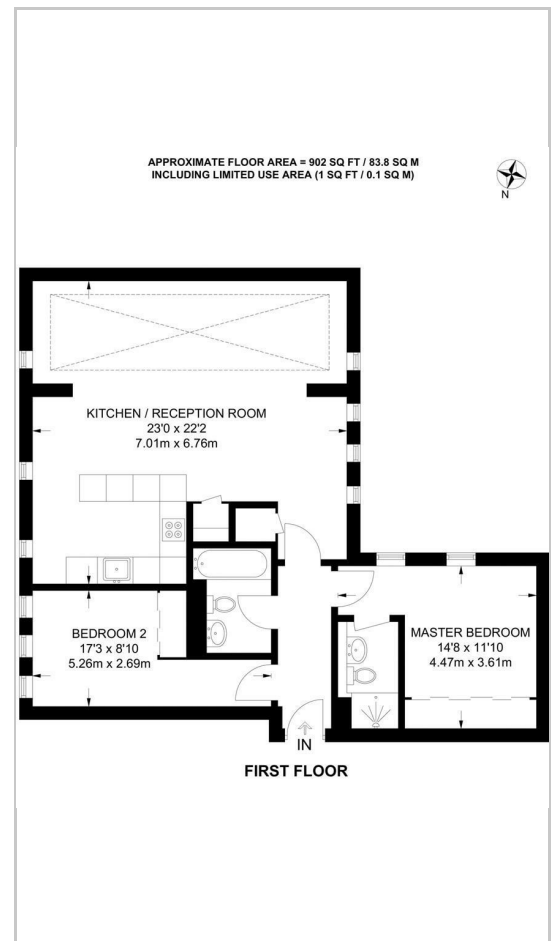 APPROXIMATE FLOOR AREA = 902 SQ FT / 83.8 SQ M
INCLUDING LIMITED USE AREA (1 SQ FT / 0.1 SQ M)
N
KITCHEN / RECEPTION ROOM
23'0 x 22'2
7.01m x 6.76m
BEDROOM 2
17'3 x 8'10
5.26m x 2.69m
MASTER BEDROOM
14'8 x 11'10
4.47m x 3.61m
IN
FIRST FLOOR